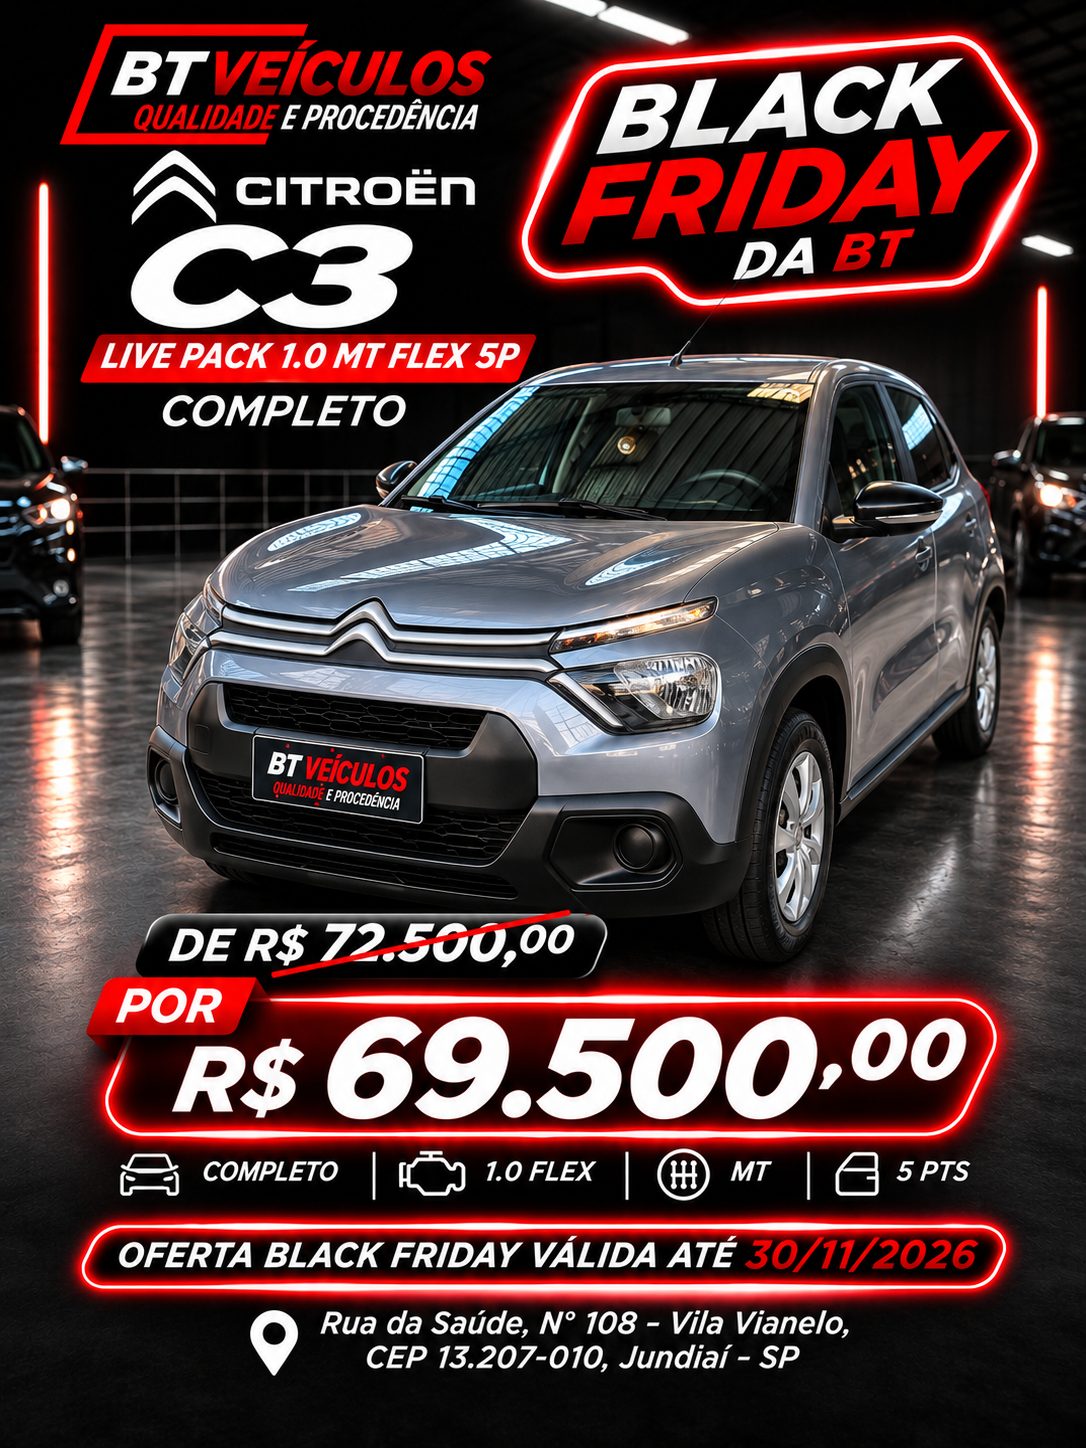 BT VEÍCULOS
QUALIDADE E PROCEDÊNCIA
BLACK
FRIDAY
DA BT
CITROËN
C3
LIVE PACK 1.0 MT FLEX 5P
COMPLETO
BT VEÍCULOS
QUALIDADE E PROCEDÊNCIA
DE R$ 72.500,00
POR
R$ 69.500,00
COMPLETO | 1.0 FLEX | MT | 5 PTS
OFERTA BLACK FRIDAY VÁLIDA ATÉ 30/11/2026
Rua da Saúde, N° 108 - Vila Vianelo,
CEP 13.207-010, Jundiaí - SP